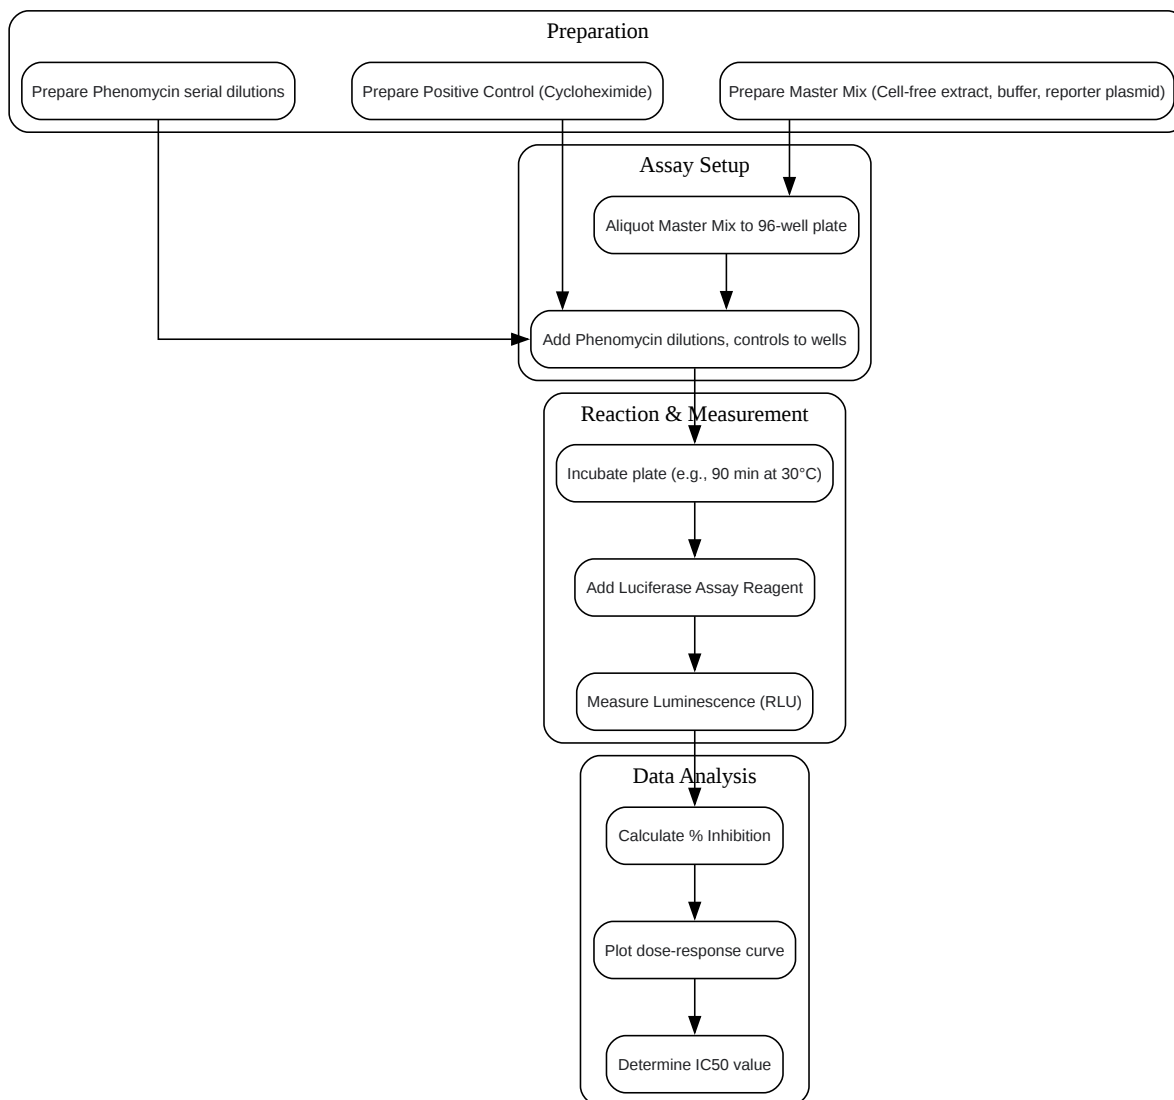 Preparation
Prepare Phenomycin serial dilutions
Prepare Positive Control (Cycloheximide)
Prepare Master Mix (Cell-free extract, buffer, reporter plasmid)
Assay Setup
Aliquot Master Mix to 96-well plate
Add Phenomycin dilutions, controls to wells
Reaction & Measurement
Incubate plate (e.g., 90 min at 30°C)
Add Luciferase Assay Reagent
Measure Luminescence (RLU)
Data Analysis
Calculate % Inhibition
Plot dose-response curve
Determine IC50 value